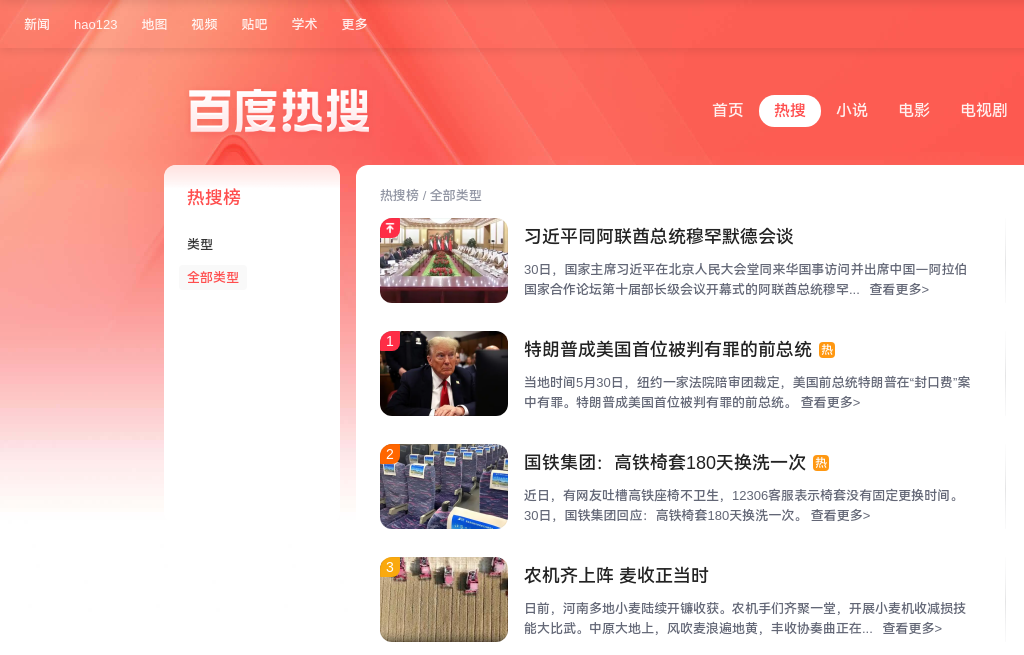 新闻 hao123 地图 视频 贴吧 学术 更多
百度热搜
首页 热搜 小说 电影 电视剧
热搜榜
类型
全部类型
热搜榜 / 全部类型
习近平同阿联酋总统穆罕默德会谈
30日，国家主席习近平在北京人民大会堂同来华国事访问并出席中国一阿拉伯
国家合作论坛第十届部长级会议开幕式的阿联酋总统穆罕... 查看更多>
1
特朗普成美国首位被判有罪的前总统 热
当地时间5月30日，纽约一家法院陪审团裁定，美国前总统特朗普在“封口费”案
中有罪。特朗普成美国首位被判有罪的前总统。 查看更多>
2
国铁集团：高铁椅套180天换洗一次 热
近日，有网友吐槽高铁座椅不卫生，12306客服表示椅套没有固定更换时间。
30日，国铁集团回应：高铁椅套180天换洗一次。 查看更多>
3
农机齐上阵 麦收正当时
日前，河南多地小麦陆续开镰收获。农机手们齐聚一堂，开展小麦机收减损技
能大比武。中原大地上，风吹麦浪遍地黄，丰收协奏曲正在... 查看更多>